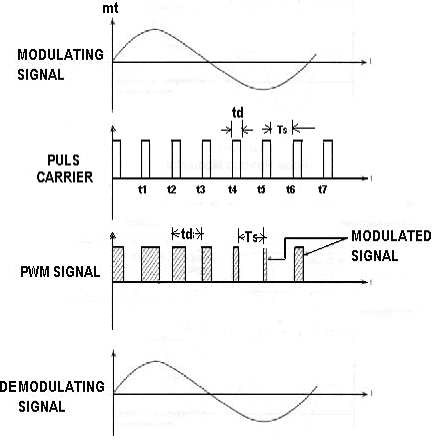 mt
MODULATING
SIGNAL
t
td
Ts
PULS
CARRIER
t1 t2 t3 t4 t5 t6 t7
t
td
Ts
MODULATED
SIGNAL
PWM SIGNAL
t
DEMODULATING
SIGNAL
t